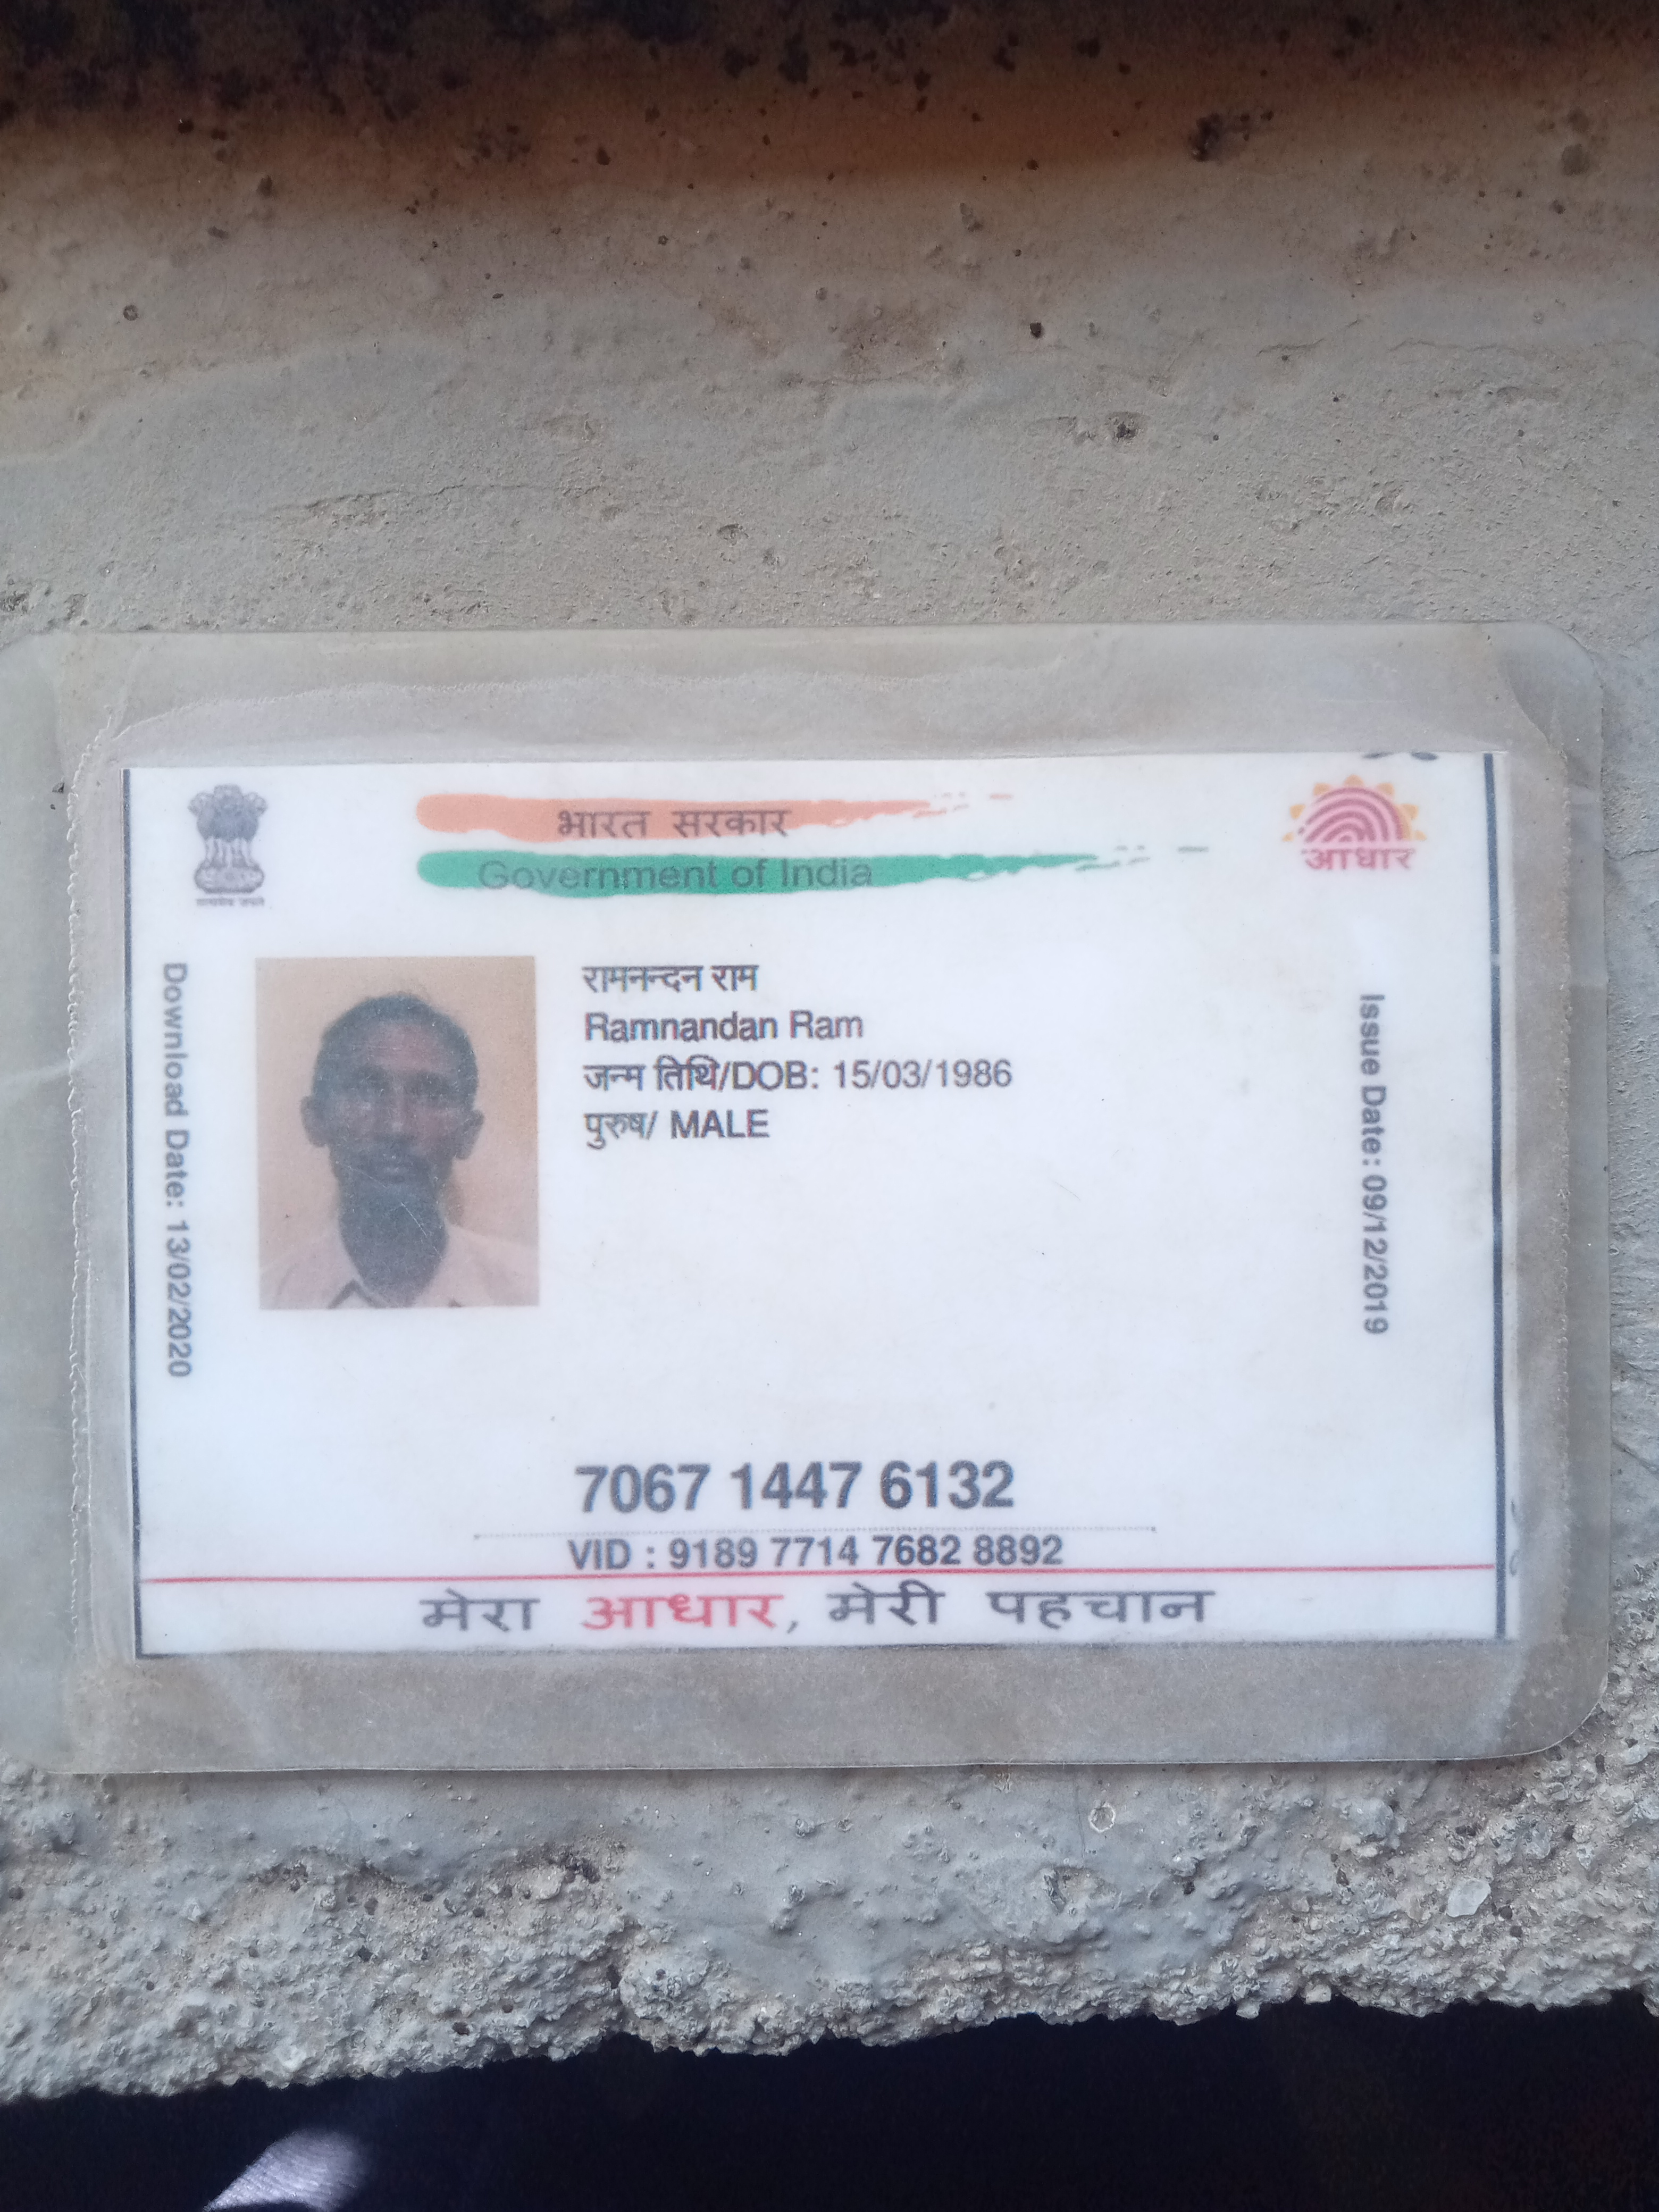 भारत सरकार
Government of India
आधार
Download Date: 13/02/2020
रामनन्दन राम
Ramnandan Ram
जन्म तिथि/DOB: 15/03/1986
पुरुष/ MALE
Issue Date: 09/12/2019
7067 1447 6132
VID : 9189 7714 7682 8892
मेरा आधार, मेरी पहचान